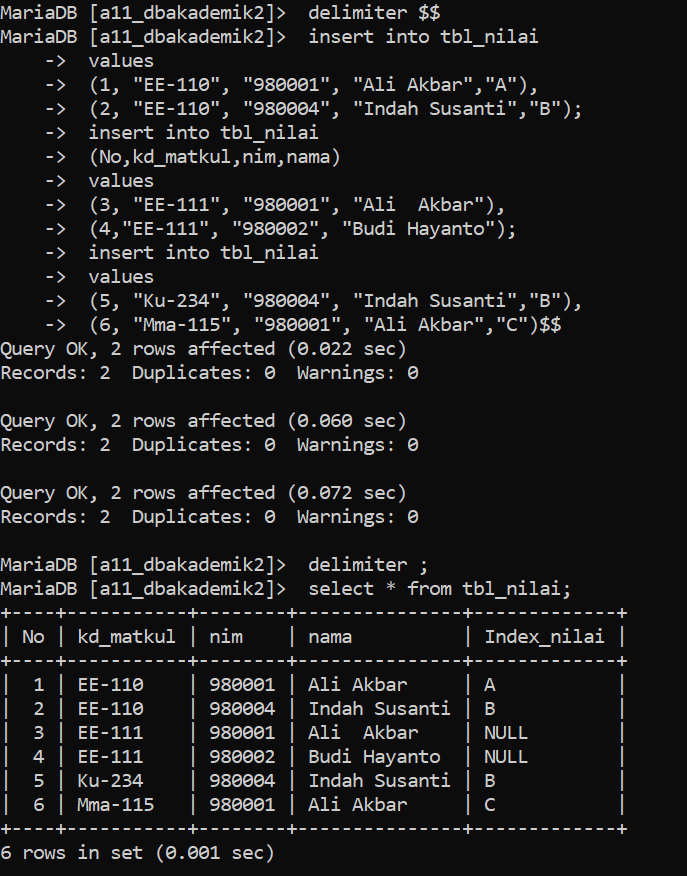 MariaDB [a11_dbakademik2]>  delimiter $$
MariaDB [a11_dbakademik2]>  insert into tbl_nilai
    ->  values
    ->  (1, "EE-110", "980001", "Ali Akbar","A"),
    ->  (2, "EE-110", "980004", "Indah Susanti","B");
    ->  insert into tbl_nilai
    ->  (No,kd_matkul,nim,nama)
    ->  values
    ->  (3, "EE-111", "980001", "Ali  Akbar"),
    ->  (4,"EE-111", "980002", "Budi Hayanto");
    ->  insert into tbl_nilai
    ->  values
    ->  (5, "Ku-234", "980004", "Indah Susanti","B"),
    ->  (6, "Mma-115", "980001", "Ali Akbar","C")$$
Query OK, 2 rows affected (0.022 sec)
Records: 2  Duplicates: 0  Warnings: 0

Query OK, 2 rows affected (0.060 sec)
Records: 2  Duplicates: 0  Warnings: 0

Query OK, 2 rows affected (0.072 sec)
Records: 2  Duplicates: 0  Warnings: 0

MariaDB [a11_dbakademik2]>  delimiter ;
MariaDB [a11_dbakademik2]>  select * from tbl_nilai;
+----+-----------+--------+---------------+-------------+
| No | kd_matkul | nim    | nama          | Index_nilai |
+----+-----------+--------+---------------+-------------+
|  1 | EE-110    | 980001 | Ali Akbar     | A           |
|  2 | EE-110    | 980004 | Indah Susanti | B           |
|  3 | EE-111    | 980001 | Ali  Akbar    | NULL        |
|  4 | EE-111    | 980002 | Budi Hayanto  | NULL        |
|  5 | Ku-234    | 980004 | Indah Susanti | B           |
|  6 | Mma-115   | 980001 | Ali Akbar     | C           |
+----+-----------+--------+---------------+-------------+
6 rows in set (0.001 sec)